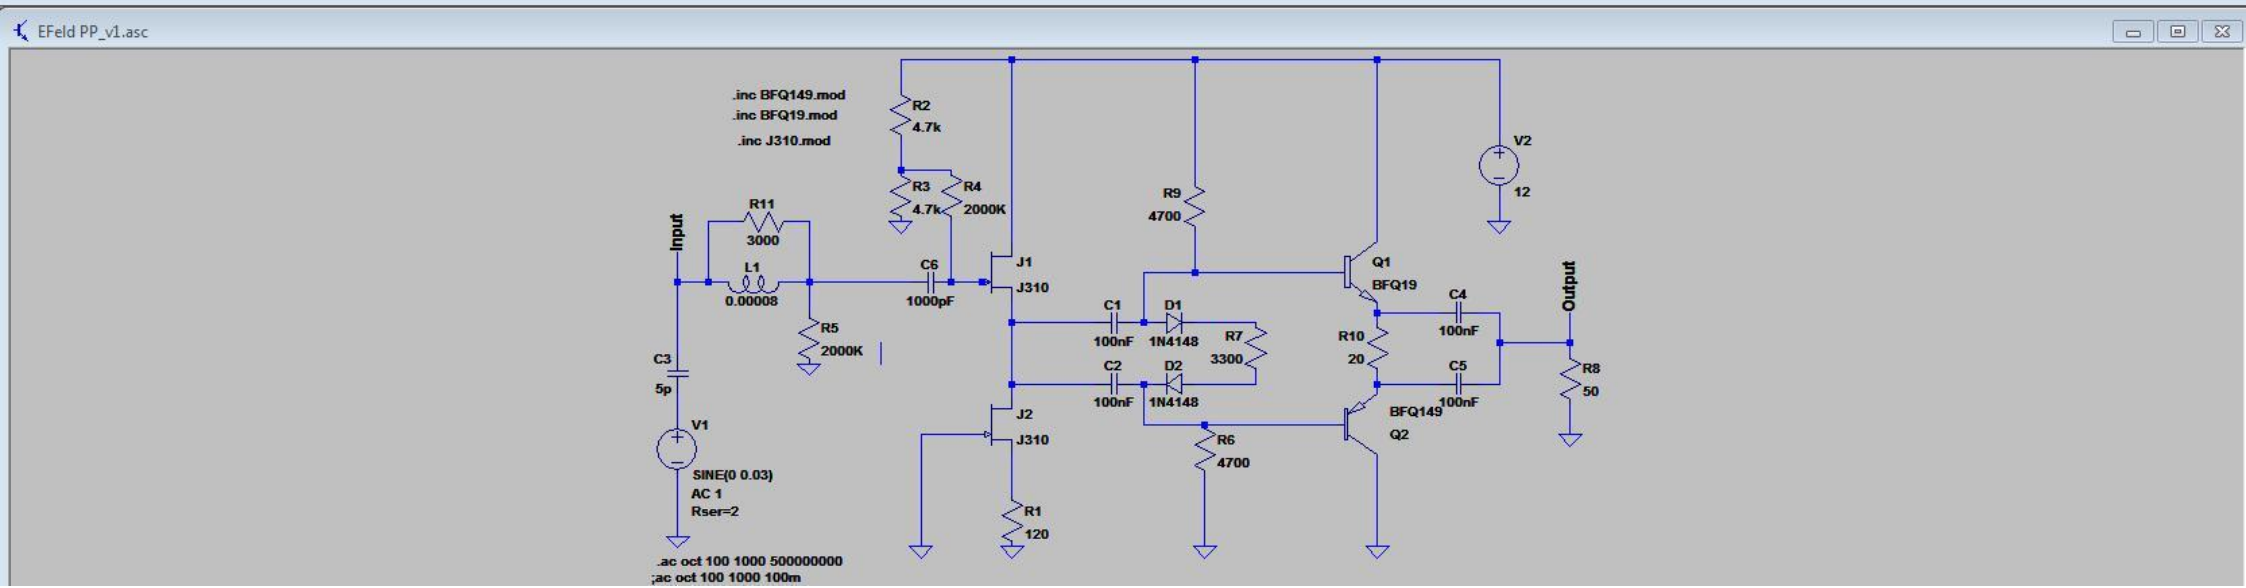 EFeld PP_v1.asc
.inc BFQ149.mod
.inc BFQ19.mod
.inc J310.mod
R2
4.7k
R3
4.7k
R4
2000K
R11
3000
Input
L1
0.00008
R5
2000K
C3
5p
V1
SINE(0 0.03)
AC 1
Rser=2
.ac oct 100 1000 500000000
;ac oct 100 1000 100m
C6
1000pF
J1
J310
J2
J310
R1
120
C1
100nF
D1
1N4148
C2
100nF
D2
1N4148
R7
3300
R9
4700
R6
4700
Q1
BFQ19
R10
20
BFQ149
Q2
C4
100nF
C5
100nF
Output
R8
50
V2
12